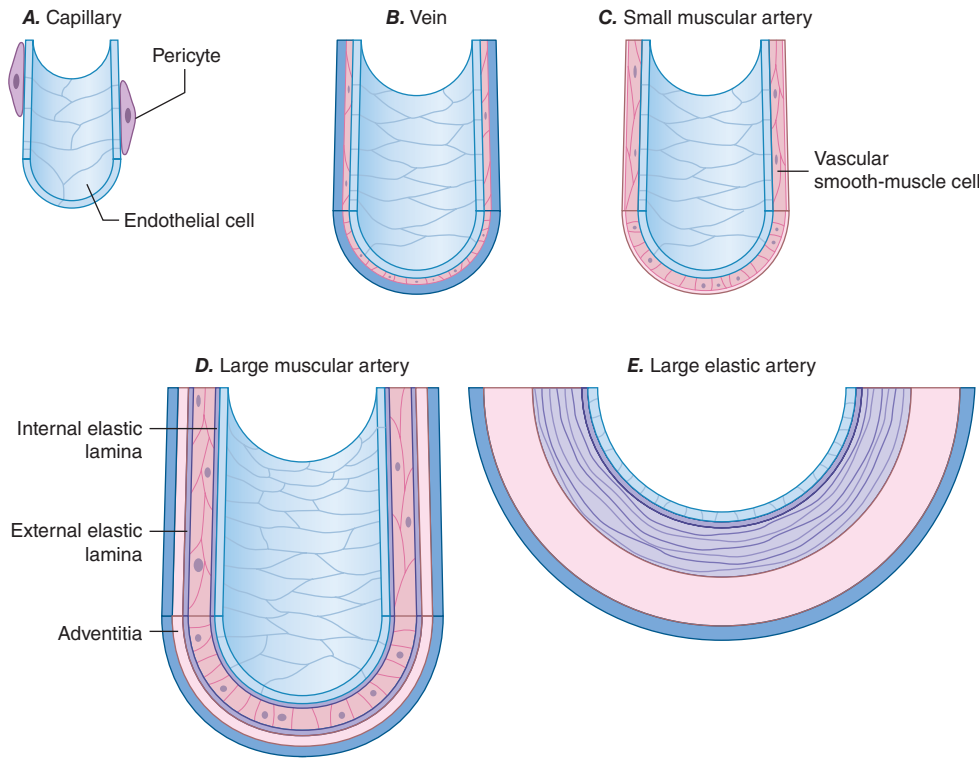 A. Capillary
Pericyte
Endothelial cell
B. Vein
C. Small muscular artery
Vascular
smooth-muscle cell
D. Large muscular artery
Internal elastic
lamina
External elastic
lamina
Adventitia
E. Large elastic artery